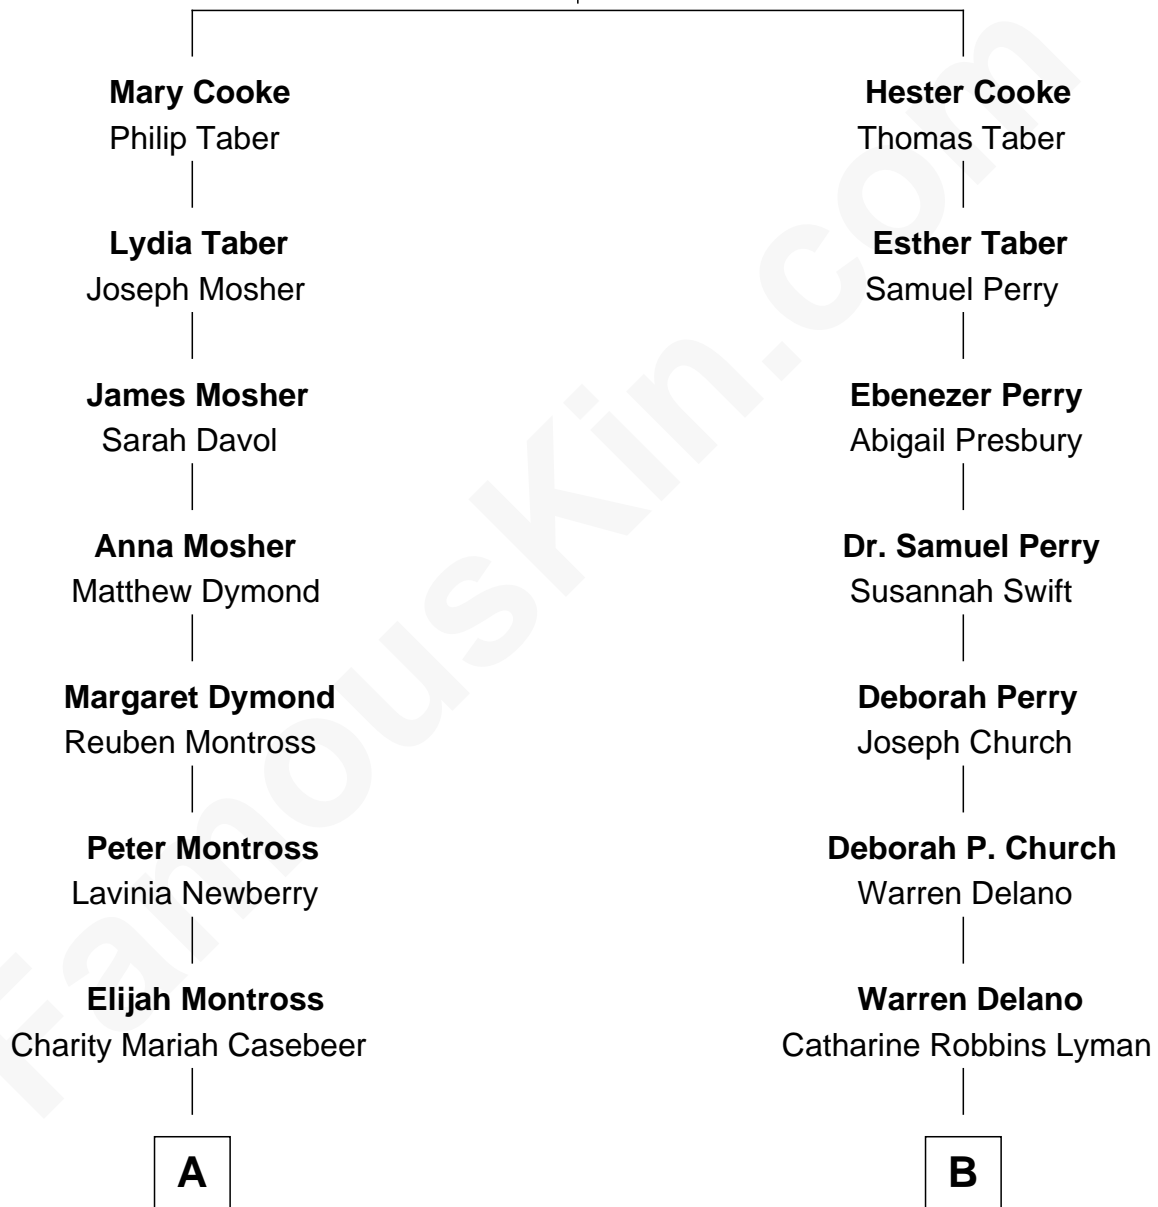 Mary Cooke
Philip Taber
Lydia Taber
Joseph Mosher
James Mosher
Sarah Davol
Anna Mosher
Matthew Dymond
Margaret Dymond
Reuben Montross
Peter Montross
Lavinia Newberry
Elijah Montross
Charity Mariah Casebeer
A
Hester Cooke
Thomas Taber
Esther Taber
Samuel Perry
Ebenezer Perry
Abigail Presbury
Dr. Samuel Perry
Susannah Swift
Deborah Perry
Joseph Church
Deborah P. Church
Warren Delano
Warren Delano
Catharine Robbins Lyman
B
FamousKin.com